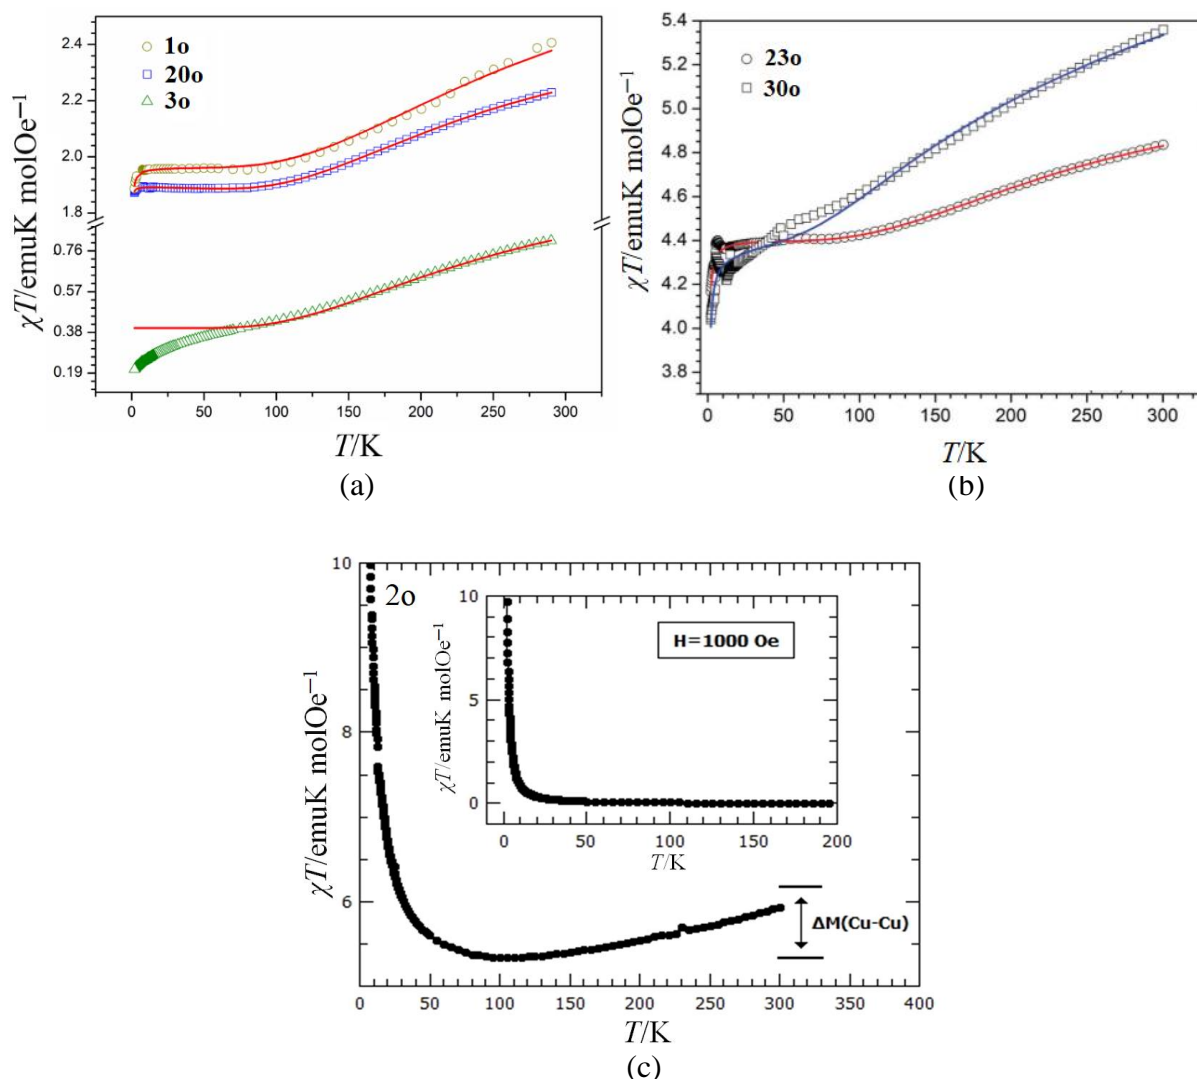 2.4
2.2
2.0
1.8
0.76
0.57
0.38
0.19
χT/emuK molOe⁻¹
1o
20o
3o
0 50 100 150 200 250 300
T/K
(a)
5.4
5.2
5.0
4.8
4.6
4.4
4.2
4.0
3.8
χT/emuK molOe⁻¹
23o
30o
0 50 100 150 200 250 300
T/K
(b)
10
8
6
χT/emuK molOe⁻¹
2o
10
5
0
χT/emuK molOe⁻¹
H=1000 Oe
0 50 100 150 200
T/K
ΔM(Cu-Cu)
0 50 100 150 200 250 300 350 400
T/K
(c)